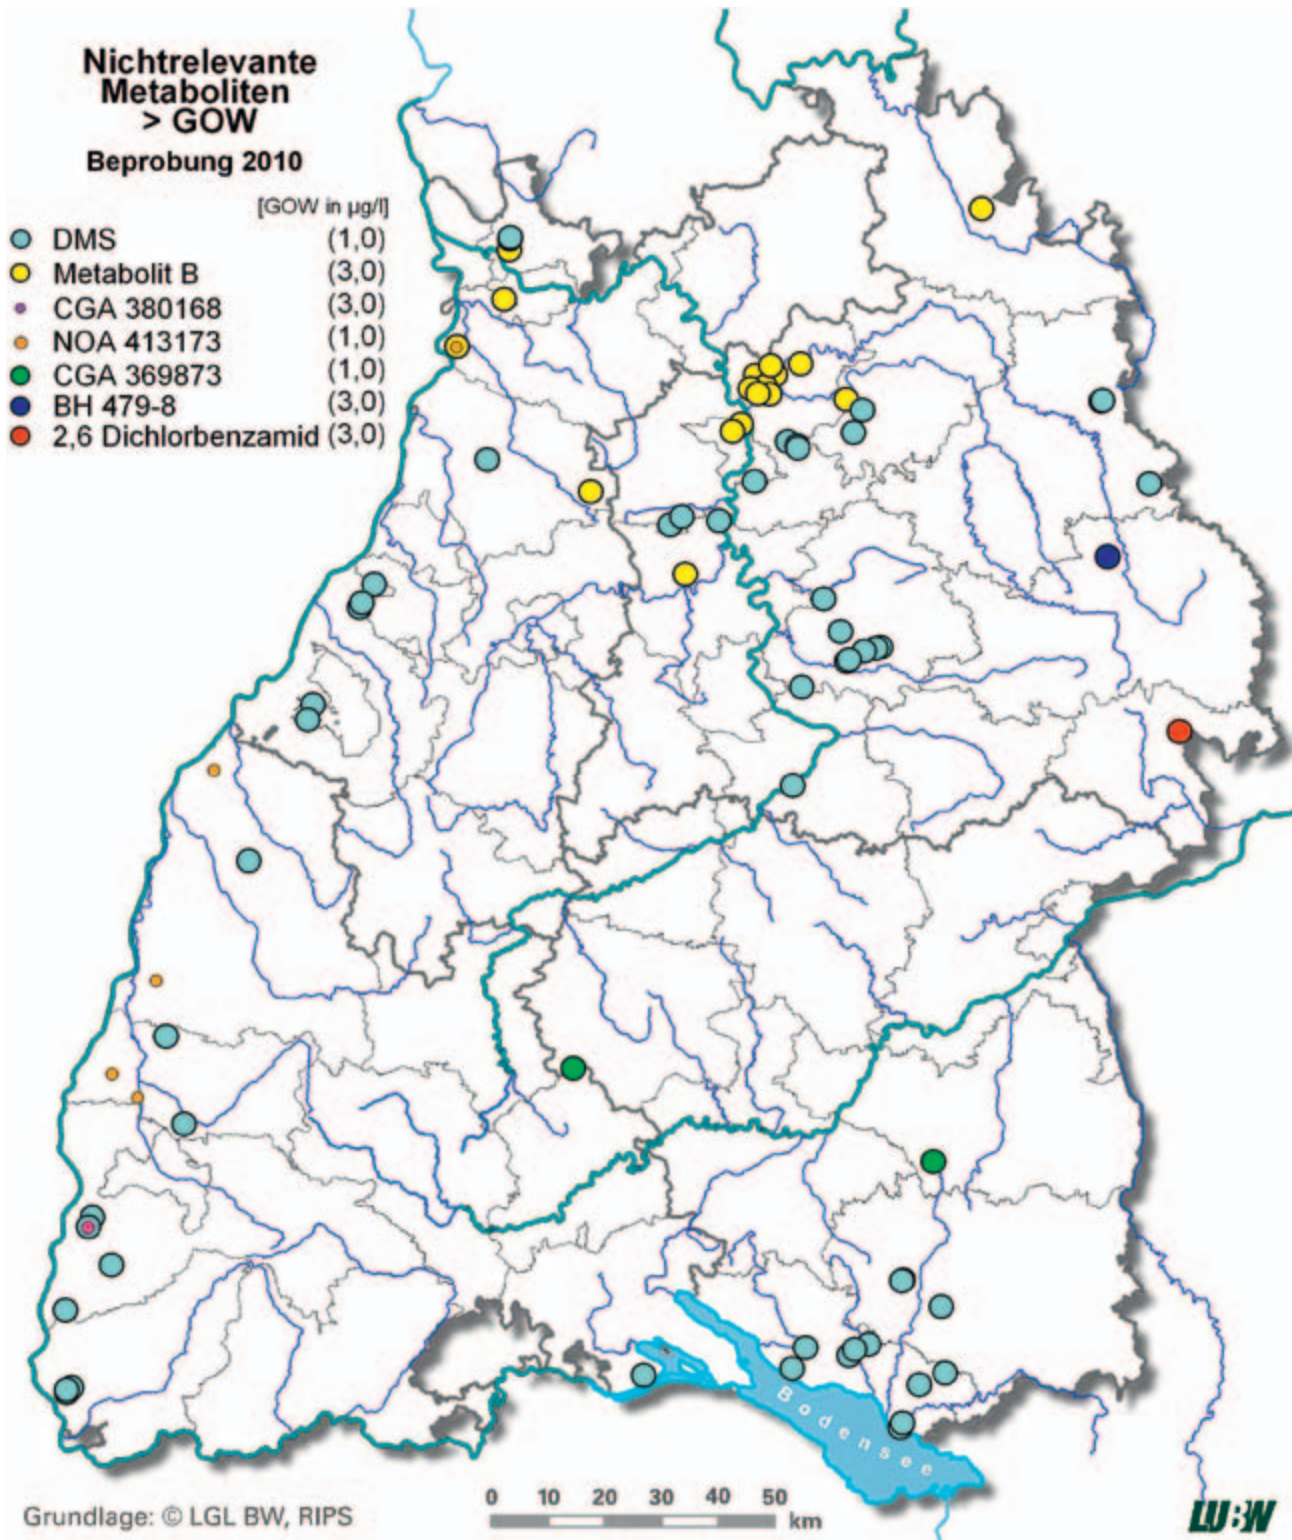 Nichtrelevante
Metaboliten
> GOW
Beprobung 2010
[GOW in µg/l]
DMS (1,0)
Metabolit B (3,0)
CGA 380168 (3,0)
NOA 413173 (1,0)
CGA 369873 (1,0)
BH 479-8 (3,0)
2,6 Dichlorbenzamid (3,0)
Bodensee
0 10 20 30 40 50
km
Grundlage: © LGL BW, RIPS
LUBW